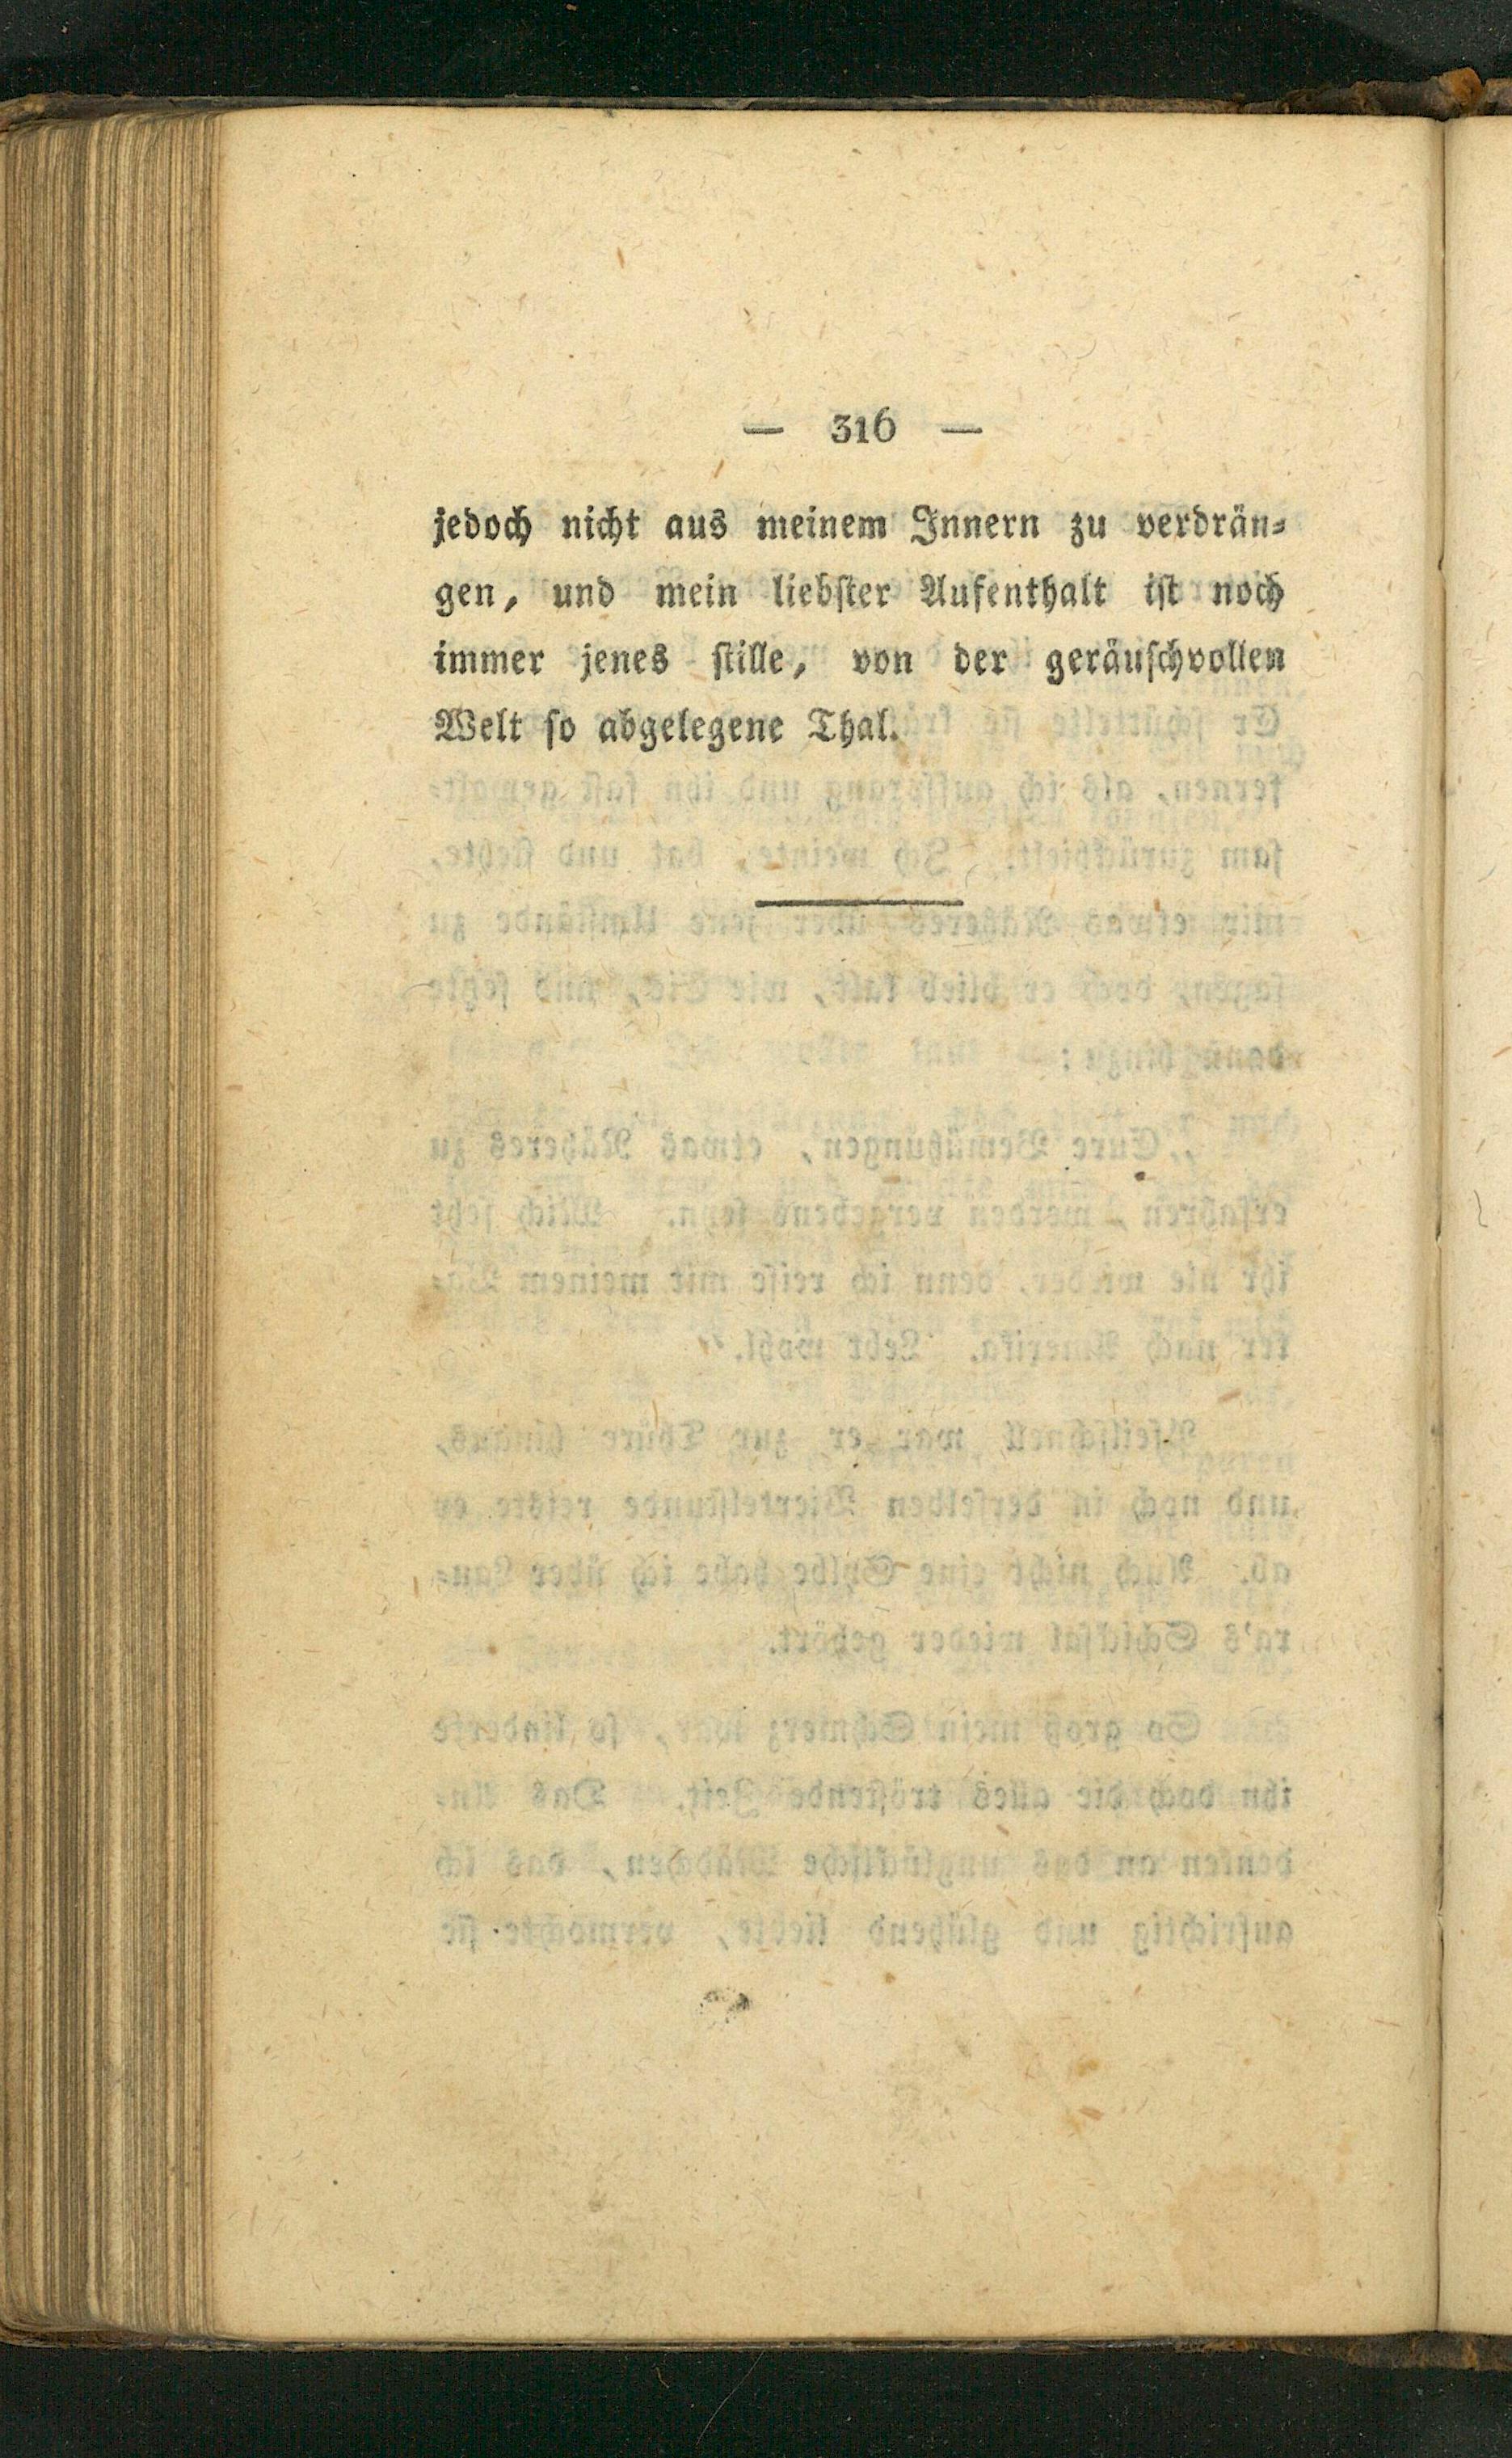 — 316 —
jedoch nicht aus meinem Innern zu verdrän-
gen, und mein liebſter Aufenthalt iſt noch
immer jenes ſtille, von der geräuſchvollen
Welt ſo abgelegene Thal.